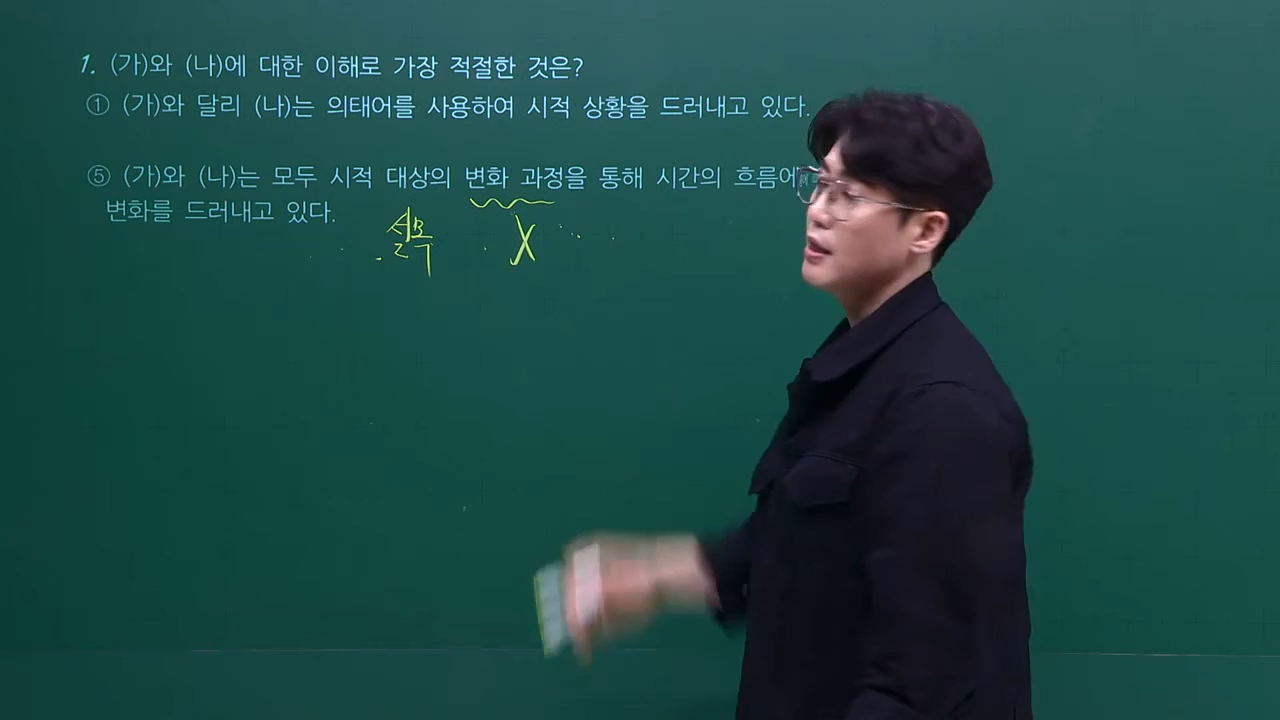 1. (가)와 (나)에 대한 이해로 가장 적절한 것은?
① (가)와 달리 (나)는 의태어를 사용하여 시적 상황을 드러내고 있다.
⑤ (가)와 (나)는 모두 시적 대상의 변화 과정을 통해 시간의 흐름에
변화를 드러내고 있다.
X